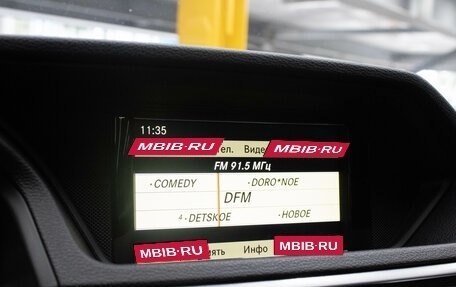 11:35
MBIB·RU ел. Виде MBIB·RU
FM 91.5 МГц
·COMEDY ·DORO*NOE
DFM
4 ·DETSKOE ·НОВОЕ
MBIB·RU ять Инфо MBIB·RU